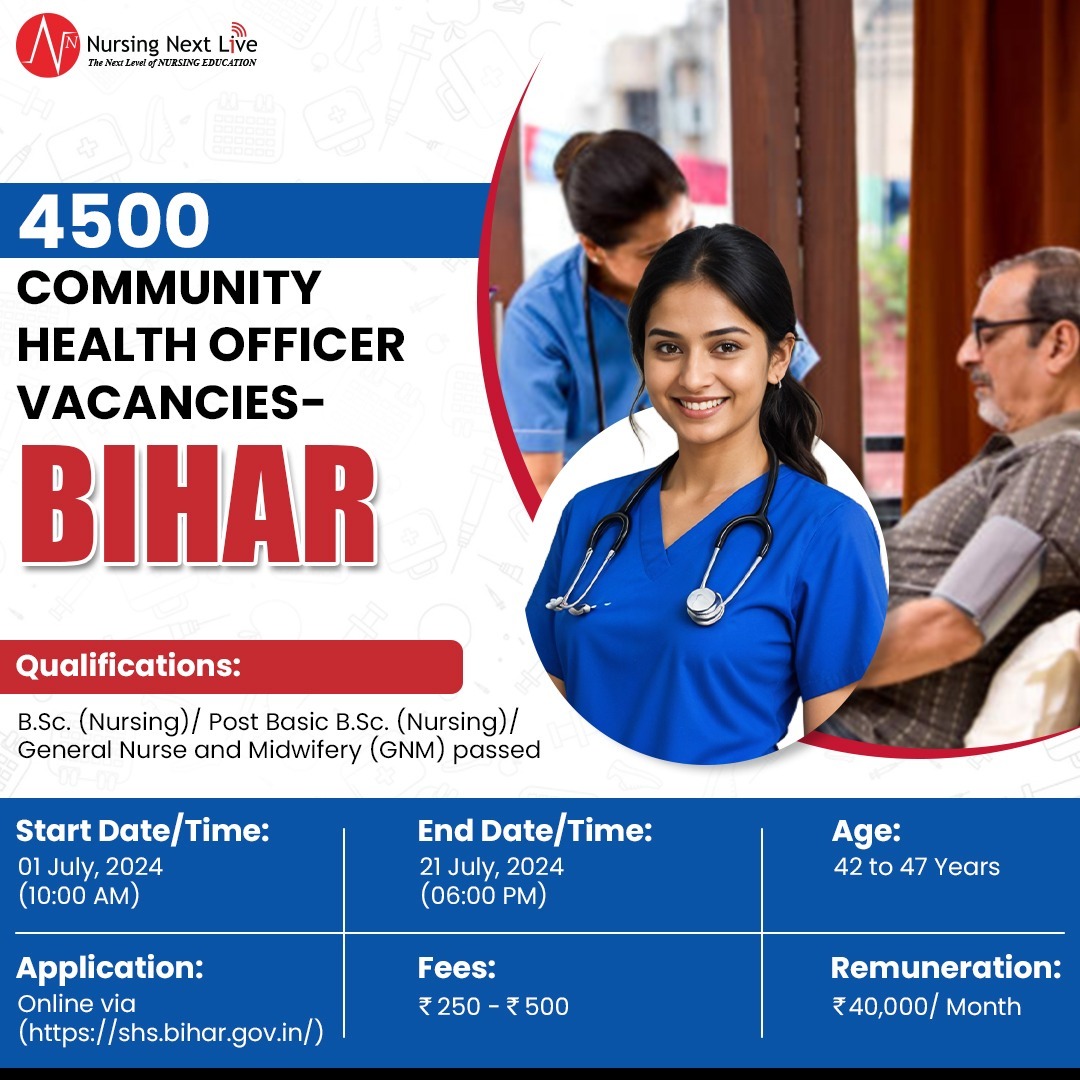 Nursing Next Live
The Next Level of NURSING EDUCATION
4500
COMMUNITY
HEALTH OFFICER
VACANCIES-
BIHAR
Qualifications:
B.Sc. (Nursing)/ Post Basic B.Sc. (Nursing)/
General Nurse and Midwifery (GNM) passed
Start Date/Time:
01 July, 2024
(10:00 AM)
End Date/Time:
21 July, 2024
(06:00 PM)
Age:
42 to 47 Years
Application:
Online via
(https://shs.bihar.gov.in/)
Fees:
₹ 250 - ₹ 500
Remuneration:
₹40,000/ Month